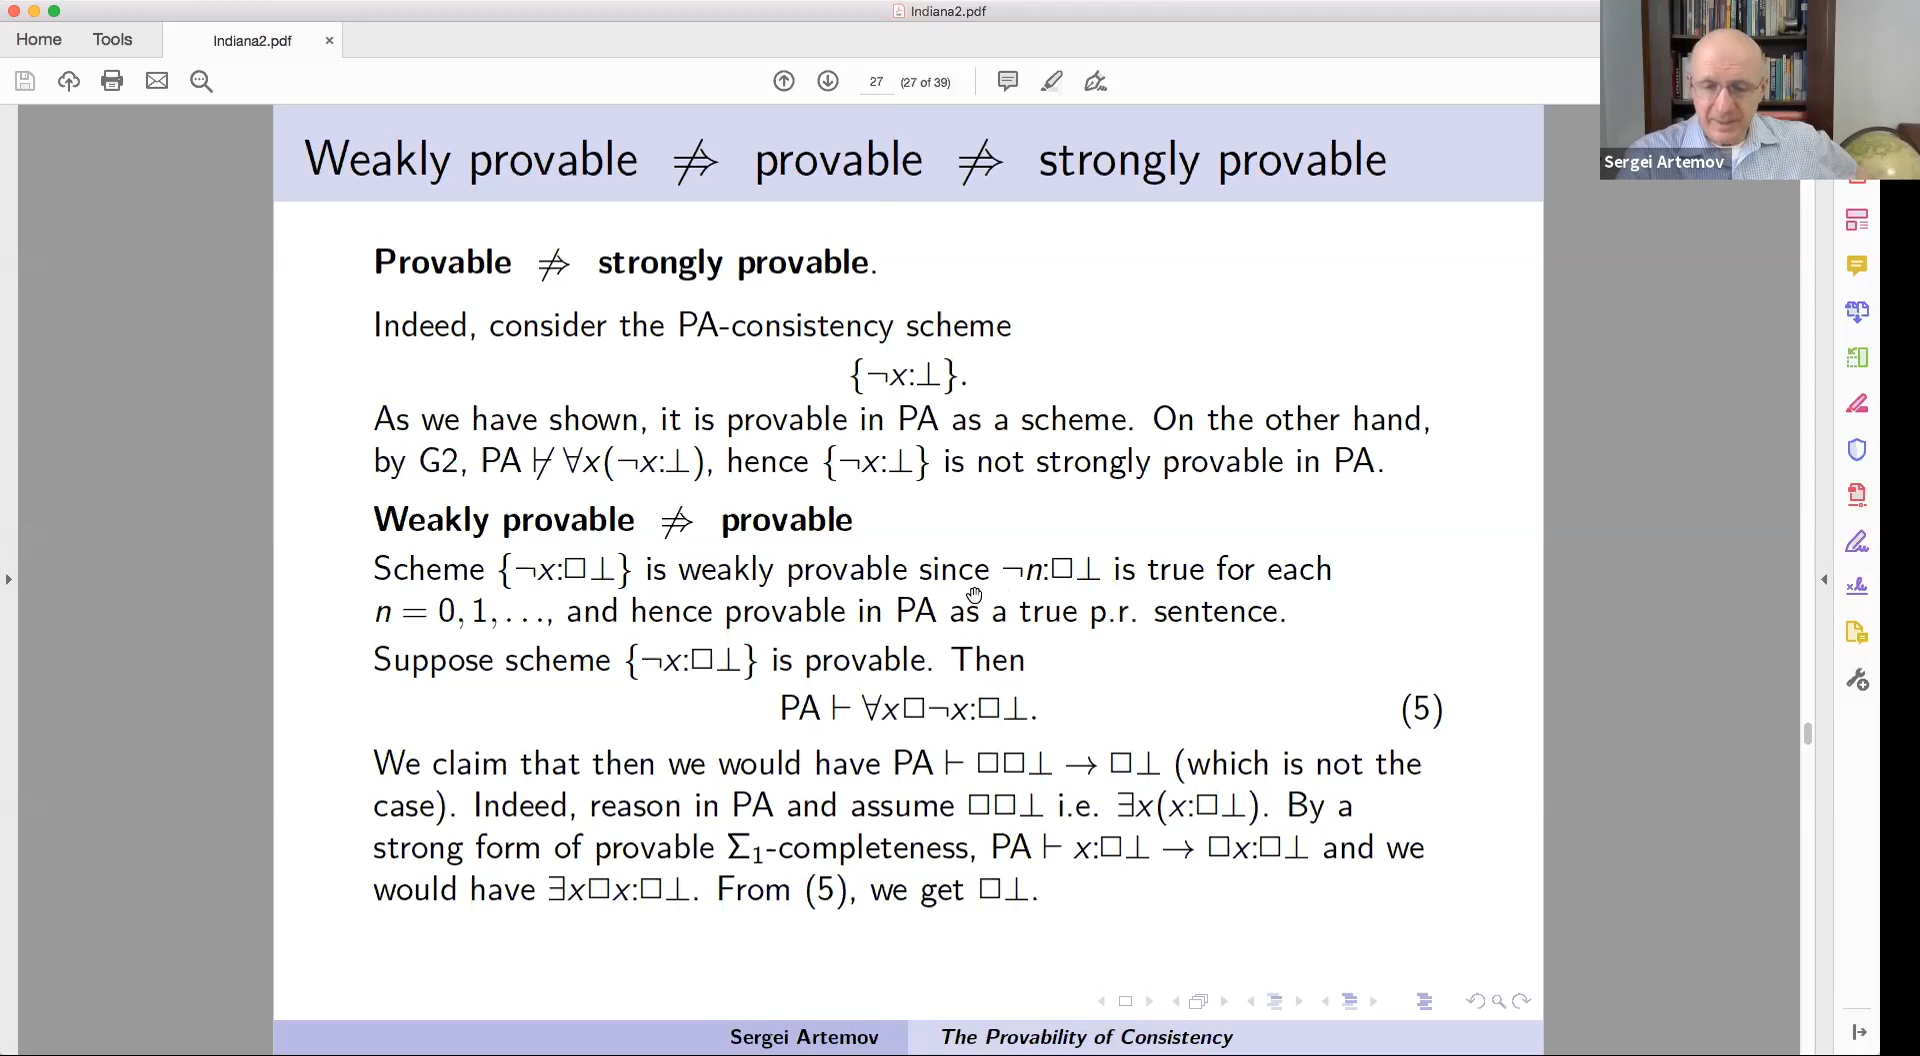 Indiana2.pdf
Home Tools Indiana2.pdf ×
27 (27 of 39)
Sergei Artemov
Weakly provable ⇏ provable ⇏ strongly provable
Provable ⇏ strongly provable.
Indeed, consider the PA-consistency scheme
{¬x:⊥}.
As we have shown, it is provable in PA as a scheme. On the other hand,
by G2, PA ⊬ ∀x(¬x:⊥), hence {¬x:⊥} is not strongly provable in PA.
Weakly provable ⇏ provable
Scheme {¬x:□⊥} is weakly provable since ¬n:□⊥ is true for each
n = 0, 1, . . ., and hence provable in PA as a true p.r. sentence.
Suppose scheme {¬x:□⊥} is provable. Then
PA ⊢ ∀x□¬x:□⊥. (5)
We claim that then we would have PA ⊢ □□⊥ → □⊥ (which is not the
case). Indeed, reason in PA and assume □□⊥ i.e. ∃x(x:□⊥). By a
strong form of provable Σ₁-completeness, PA ⊢ x:□⊥ → □x:□⊥ and we
would have ∃x□x:□⊥. From (5), we get □⊥.
Sergei Artemov The Provability of Consistency